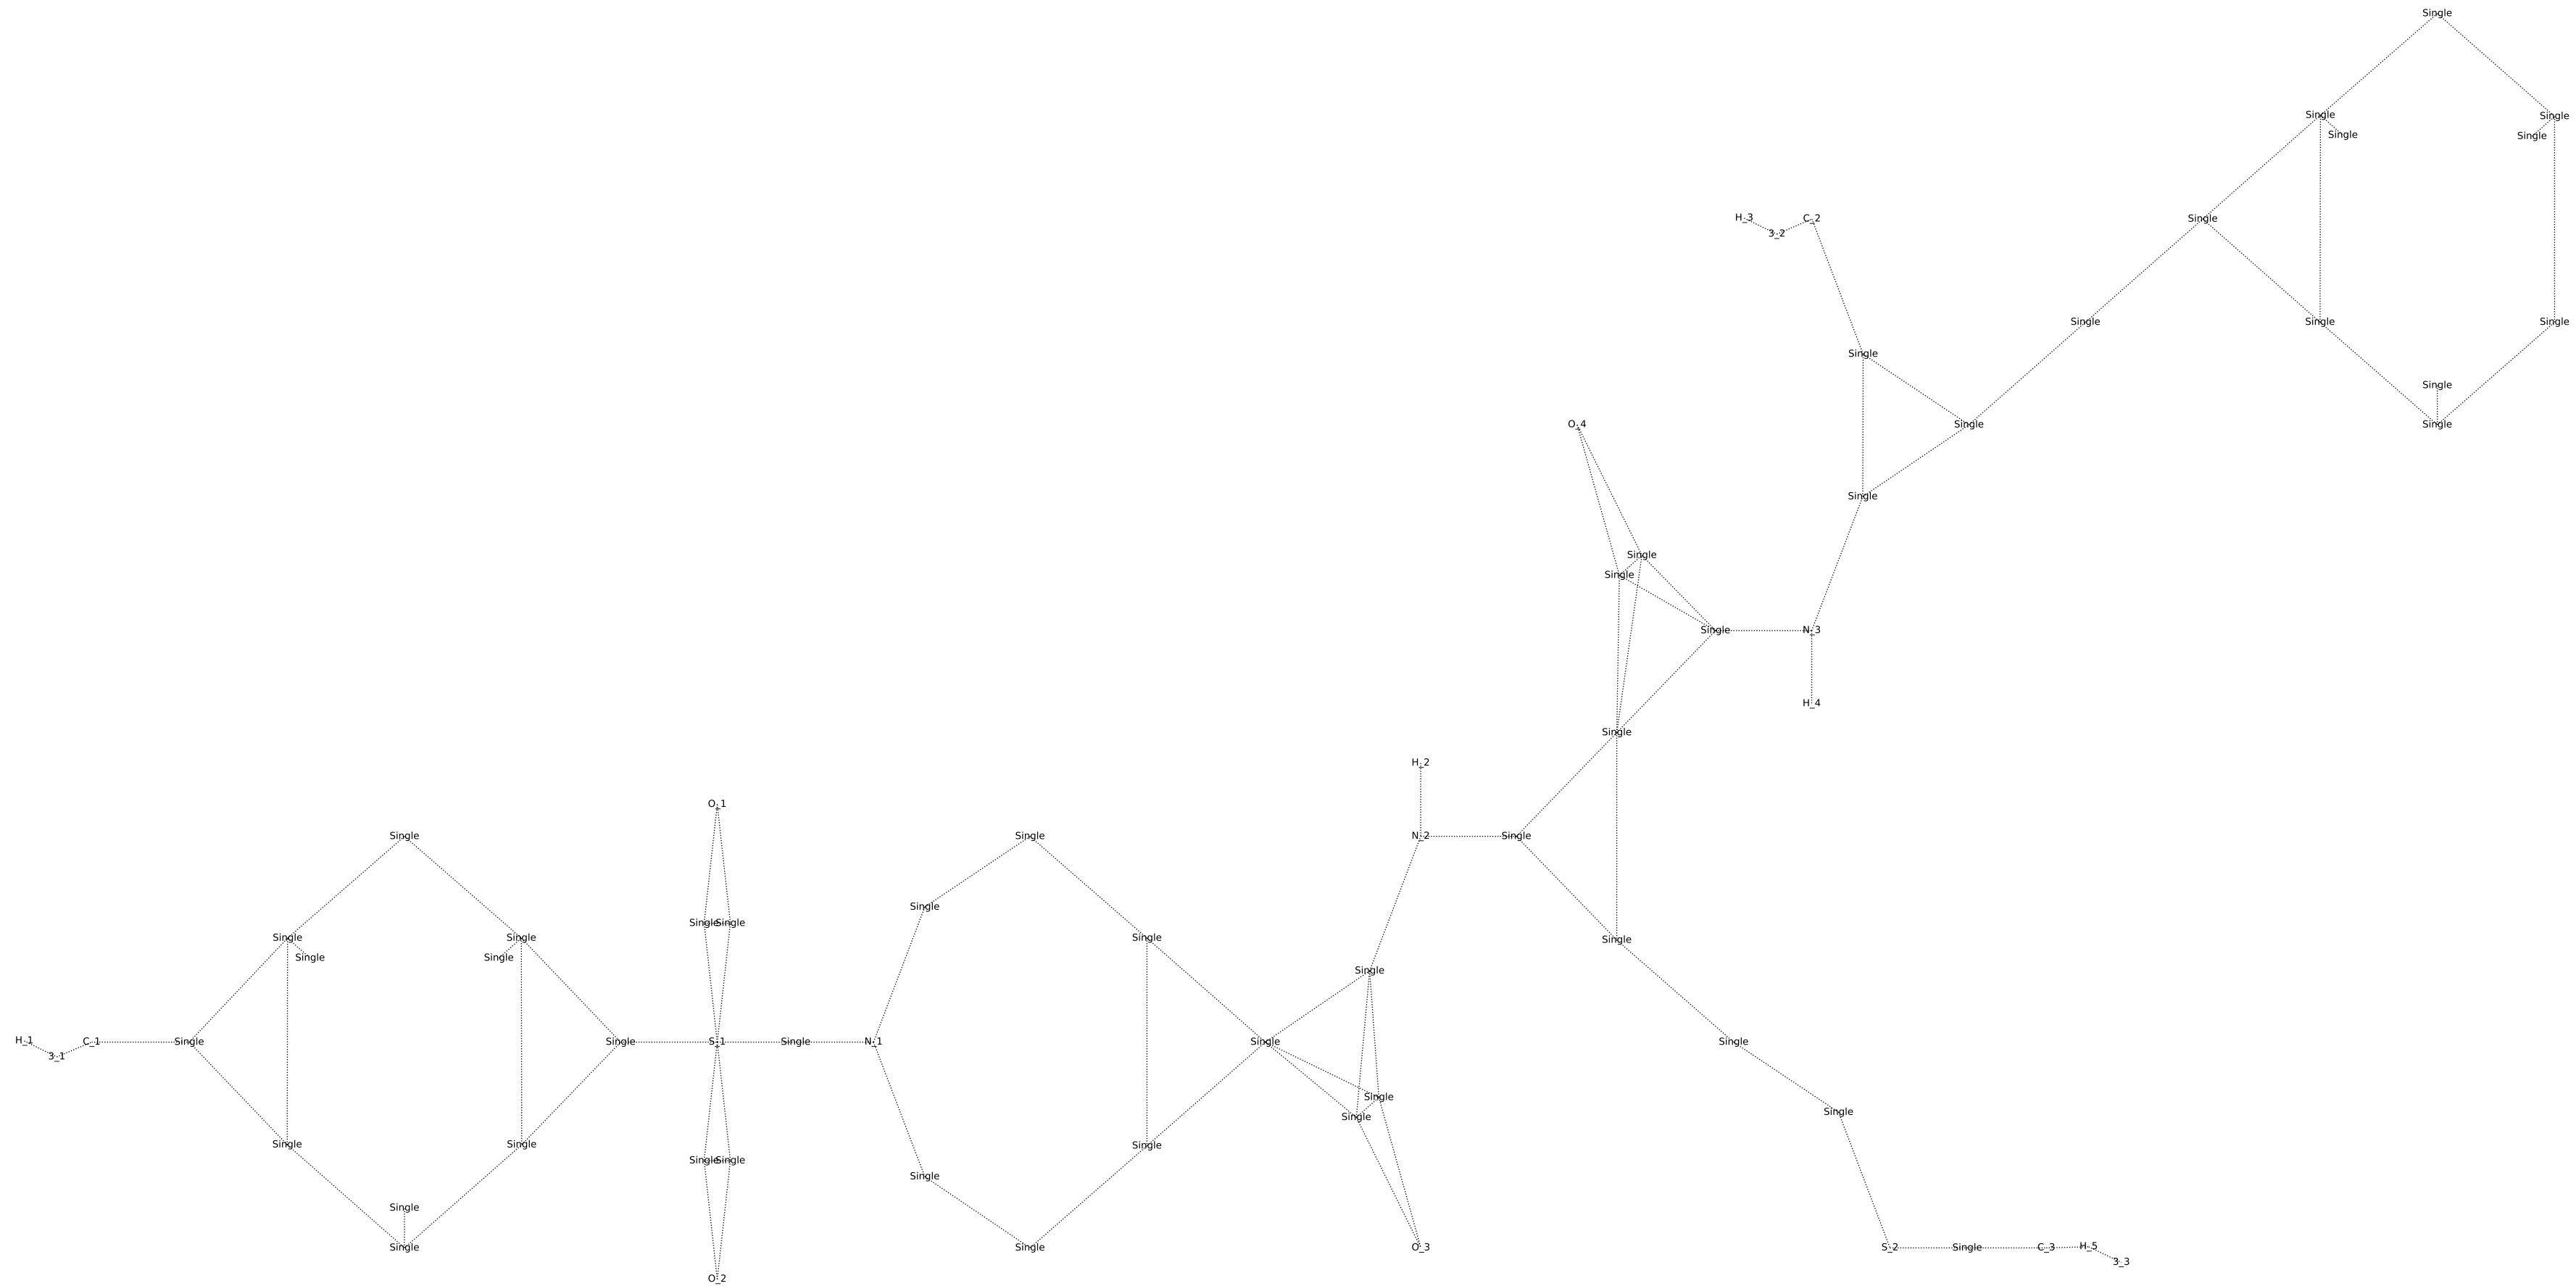 Single
Single Single
Single Single
H_3 C_2 Single
3_2
Single Single Single
Single
Single
O_4 Single Single
Single
Single
Single
Single N_3
H_4
Single
H_2
O_1
Single Single N_2 Single
Single
Single Single
Single Single Single Single
Single Single
Single
H_1 C_1 Single Single S_1 Single N_1 Single Single
3_1
Single
Single
Single
Single Single Single
Single Single
Single
Single
Single Single O_3 S_2 Single C_3 H_5
3_3
O_2